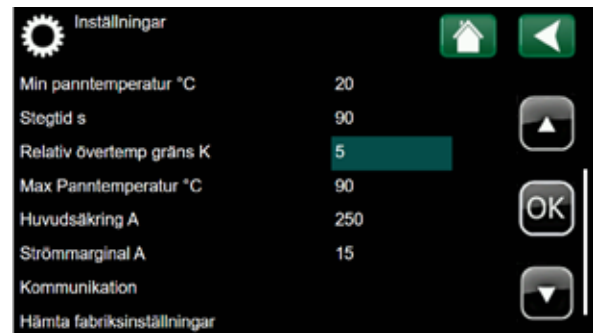 Inställningar
Min panntemperatur °C 20
Stegtid s 90
Relativ övertemp gräns K 5
Max Panntemperatur °C 90
Huvudsäkring A 250
Strömmarginal A 15
Kommunikation
Hämta fabriksinställningar
OK